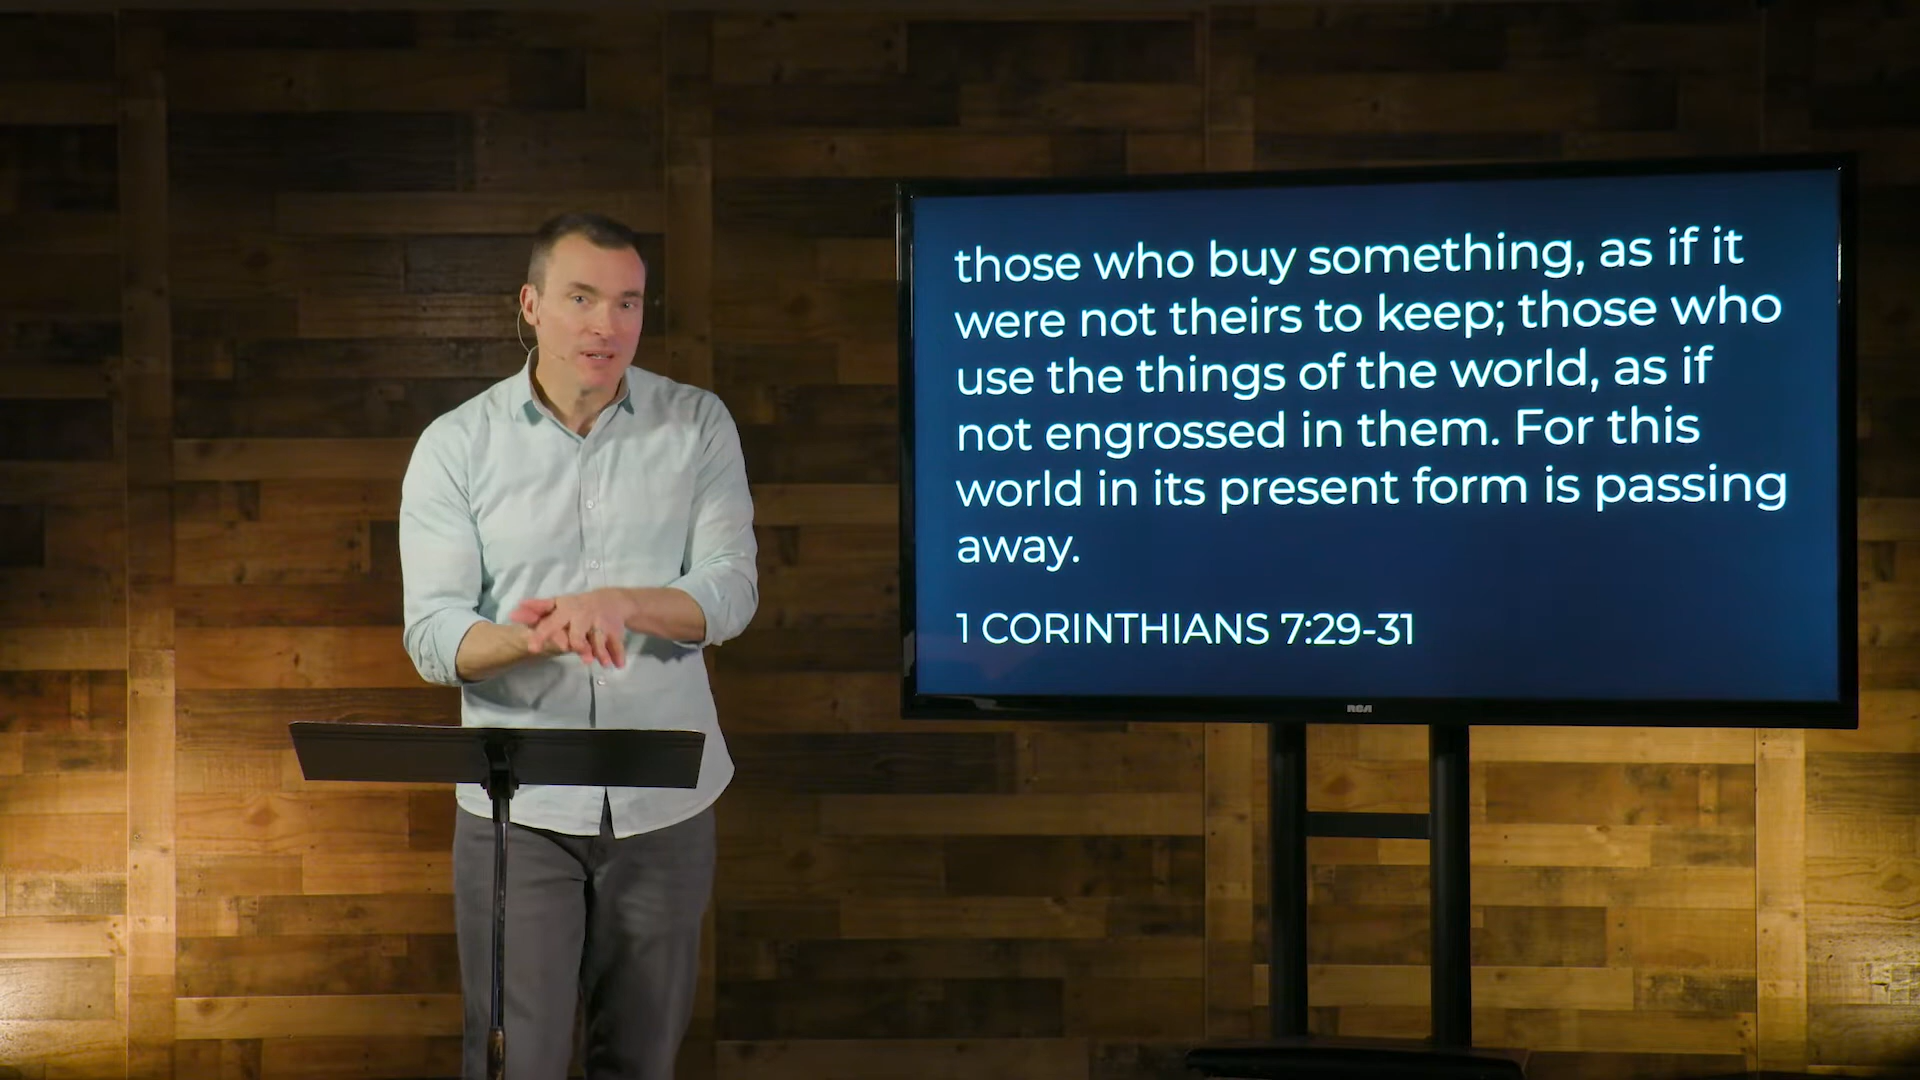 those who buy something, as if it
were not theirs to keep; those who
use the things of the world, as if
not engrossed in them. For this
world in its present form is passing
away.
1 CORINTHIANS 7:29-31
RCA